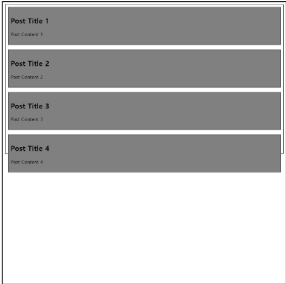 Post Title 1
Post Content 1
Post Title 2
Post Content 2
Post Title 3
Post Content 3
Post Title 4
Post Content 4